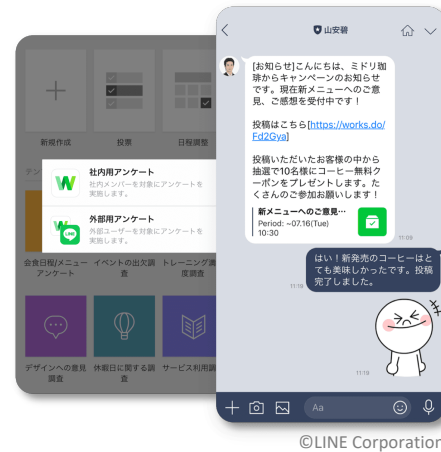 新規作成
投票
日程調整
テン
社内用アンケート
社内メンバーを対象にアンケートを
実施します。
外部用アンケート
外部ユーザーを対象にアンケートを
実施します。
LINE
会食日程/メニュー
アンケート
イベントの出欠調
査
トレーニング満
度調査
デザインへの意見
調査
休暇日に関する調
査
サービス利用調
山安碧
[お知らせ]こんにちは、ミドリ珈
琲からキャンペーンのお知らせ
です。現在新メニューへのご意
見、ご感想を受付中です！
投稿はこちら[https://works.do/
Fd2Gya]
投稿いただいたお客様の中から
抽選で10名様にコーヒー無料ク
ーポンをプレゼントします。た
くさんのご参加お願いします！
新メニューへのご意見…
Period: ~07.16(Tue)
10:30
11:09
はい！新発売のコーヒーはと
ても美味しかったです。投稿
完了しました。
11:19
11:19
Aa
©LINE Corporation